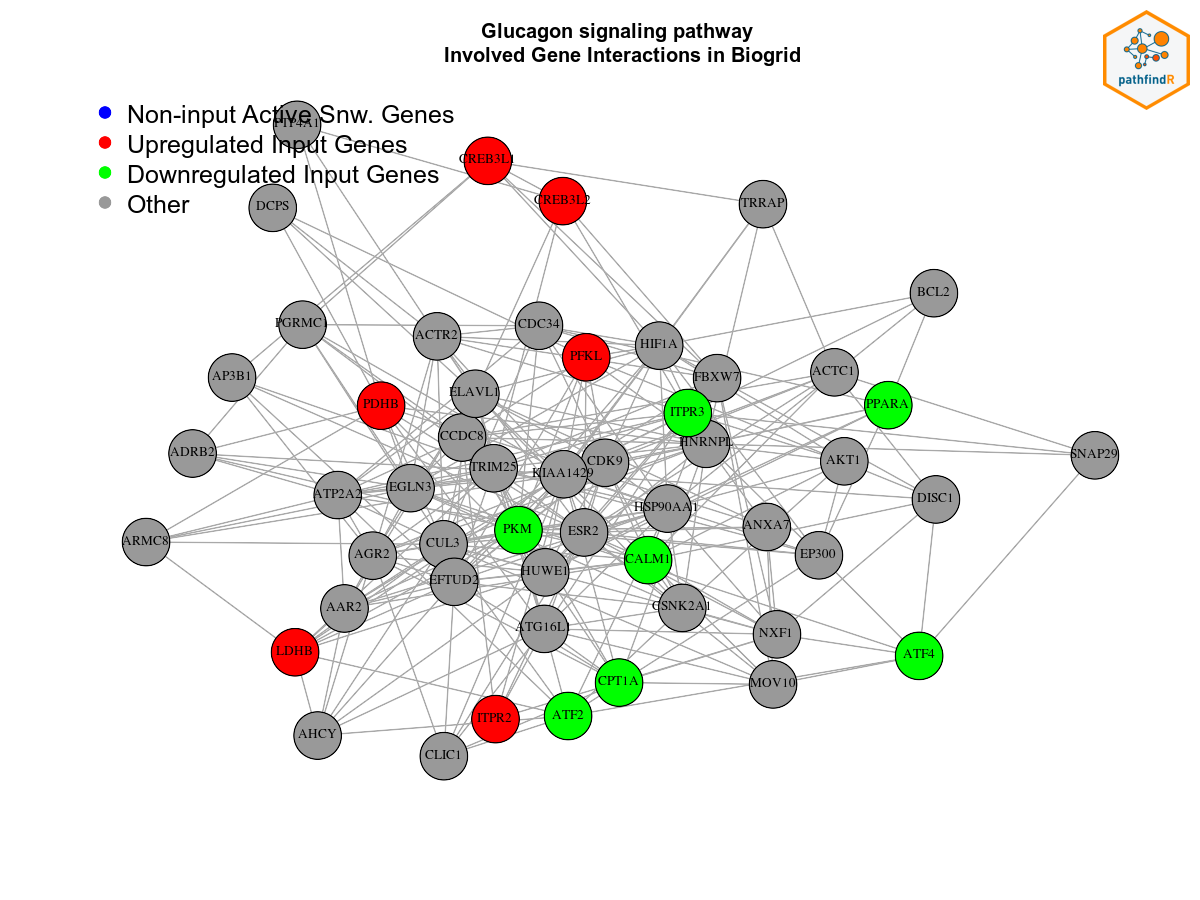 Glucagon signaling pathway
Involved Gene Interactions in Biogrid
pathfindR
Non-input Active Snw. Genes
Upregulated Input Genes
Downregulated Input Genes
Other
PTP4A1
CREB3L1
CREB3L2
DCPS
TRRAP
BCL2
PGRMC1
CDC34
ACTR2
HIF1A
PFKL
AP3B1
FBXW7
ACTC1
ELAVL1
PDHB
ITPR3
PPARA
CCDC8
HNRNPL
ADRB2
SNAP29
AKT1
CDK9
TRIM25
KIAA1429
EGLN3
ATP2A2
DISC1
HSP90AA1
ANXA7
PKM
ESR2
ARMC8
CUL3
AGR2
EP300
CALM1
HUWE1
EFTUD2
AAR2
CSNK2A1
ATG16L1
NXF1
LDHB
ATF4
CPT1A
MOV10
ATF2
ITPR2
AHCY
CLIC1